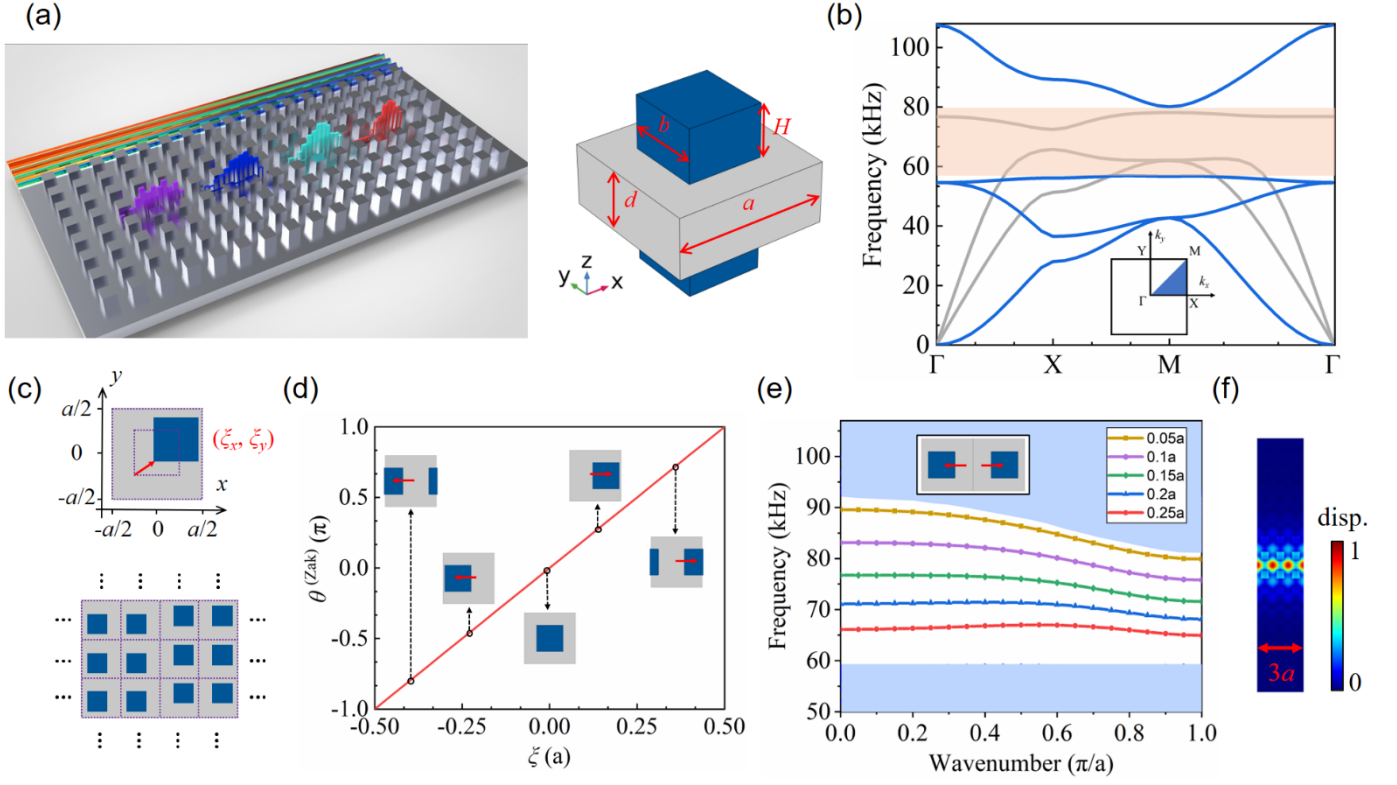 (a)
b
H
d
a
z
y
x
(b)
Frequency (kHz)
100
80
60
40
20
0
Γ
X
M
Γ
k_y
Y
M
k_x
Γ
X
(c)
y
a/2
0
-a/2
(ξ_x, ξ_y)
x
-a/2
0
a/2
(d)
θ^(Zak) (π)
1.0
0.5
0.0
-0.5
-1.0
-0.50
-0.25
0.00
0.25
0.50
ξ (a)
(e)
Frequency (kHz)
100
90
80
70
60
50
0.05a
0.1a
0.15a
0.2a
0.25a
0.0
0.2
0.4
0.6
0.8
1.0
Wavenumber (π/a)
(f)
disp.
1
0
3a